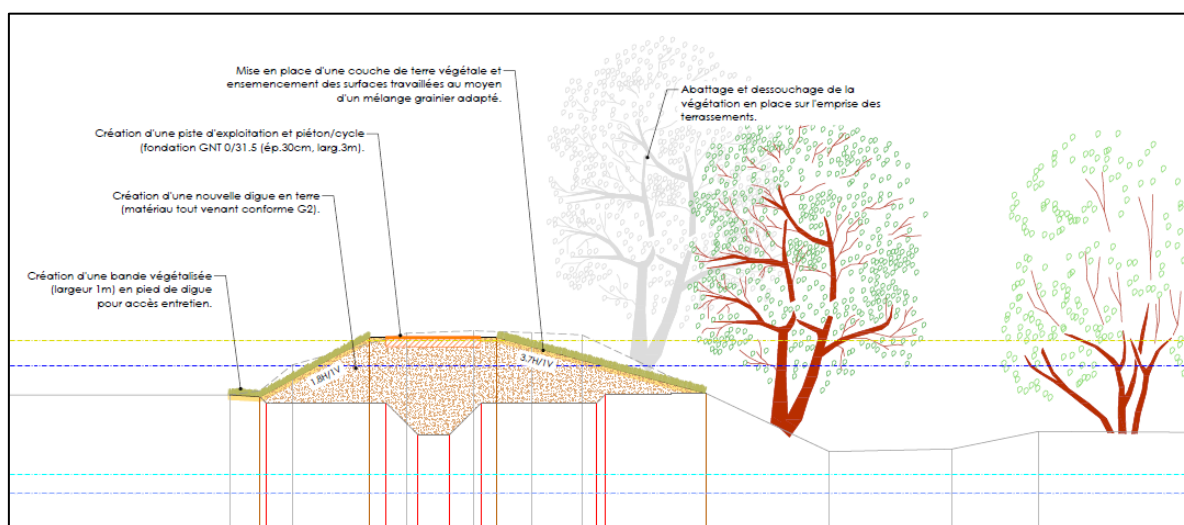 Mise en place d'une couche de terre végétale et
ensemencement des surfaces travaillées au moyen
d'un mélange grainier adapté.
Abattage et dessouchage de la
végétation en place sur l'emprise des
terrassements.
Création d'une piste d'exploitation et piéton/cycle
(fondation GNT 0/31.5 (ép.30cm, larg.3m).
Création d'une nouvelle digue en terre
(matériau tout venant conforme G2).
Création d'une bande végétalisée
(largeur 1m) en pied de digue
pour accès entretien.
1.8H/1V
3.7H/1V